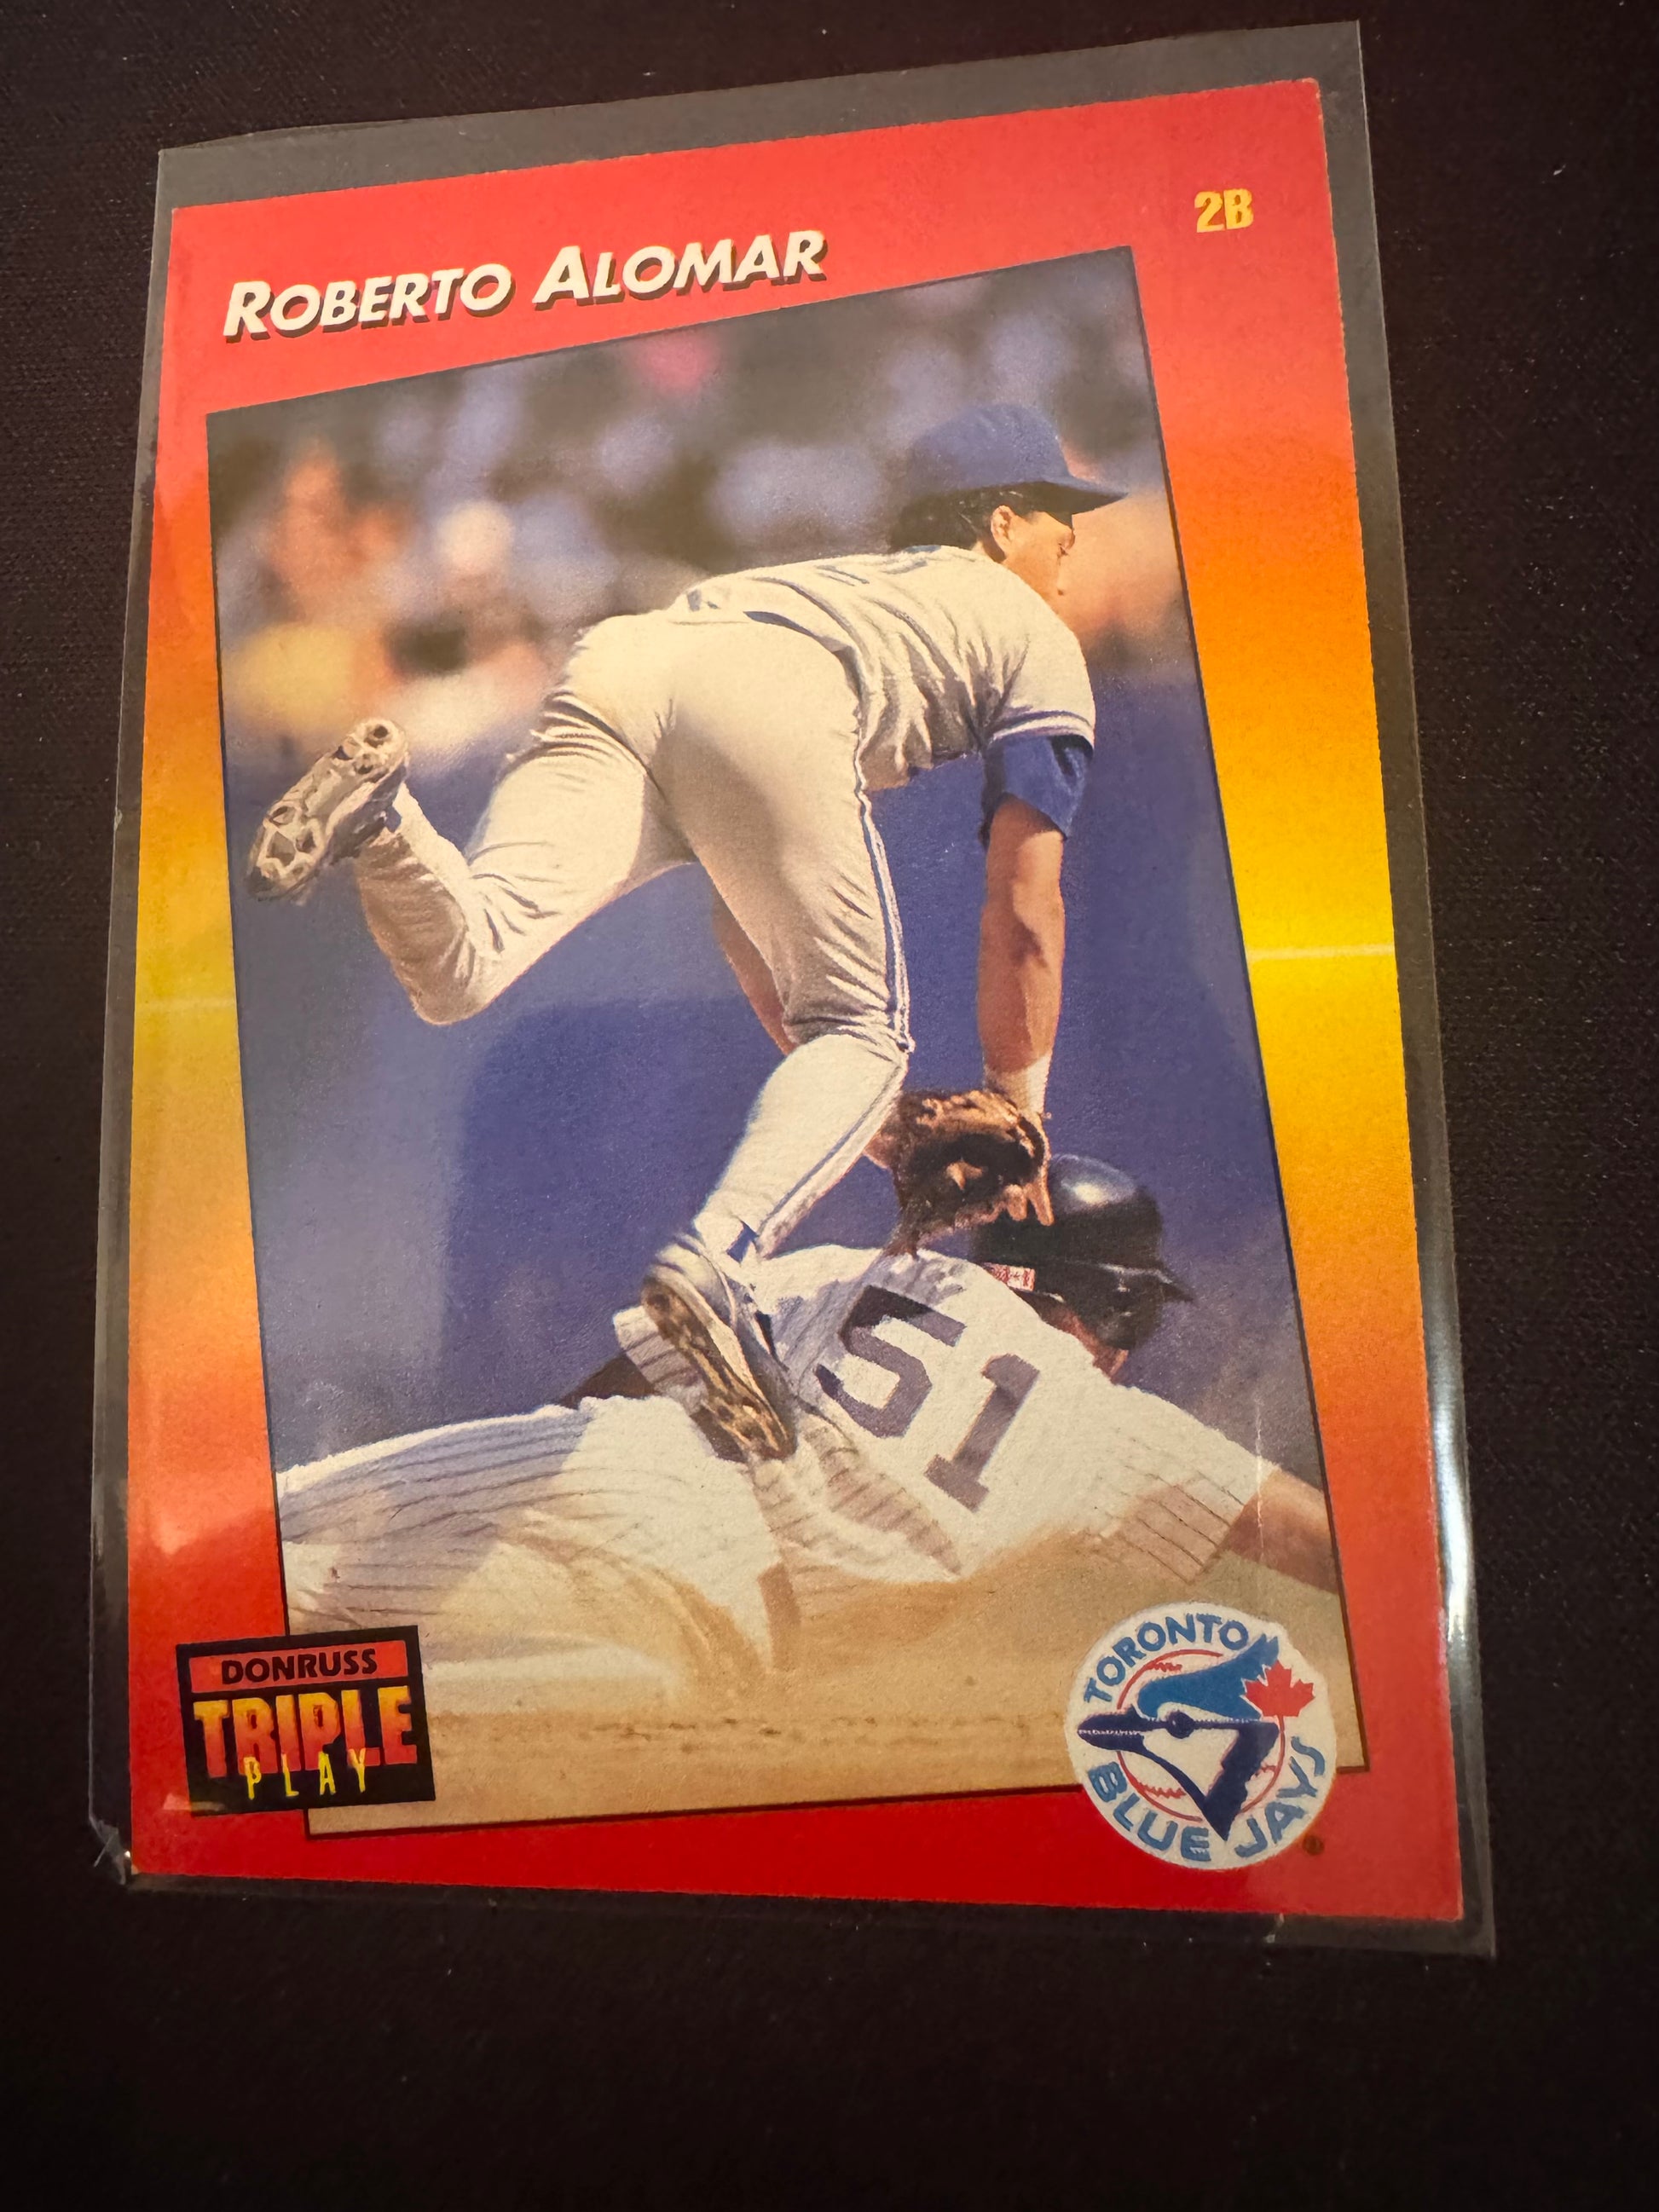 2B
ROBERTO ALOMAR
51
DONRUSS
TRIPLE
PLAY
TORONTO
BLUE JAYS